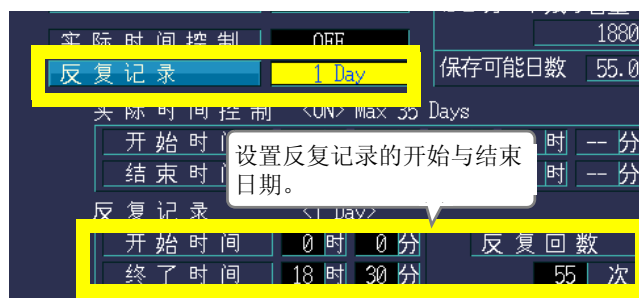 1880
实际时间控制 OFF
反复记录 1 Day
保存可能日数 55.0
实际时间控制 <ON> Max 35 Days
开始时间 时 -- 分
结束时间 时 -- 分
设置反复记录的开始与结束
日期。
反复记录 <1 Day>
开始时间 0时 0分 反复回数
终了时间 18时 30分 55 次